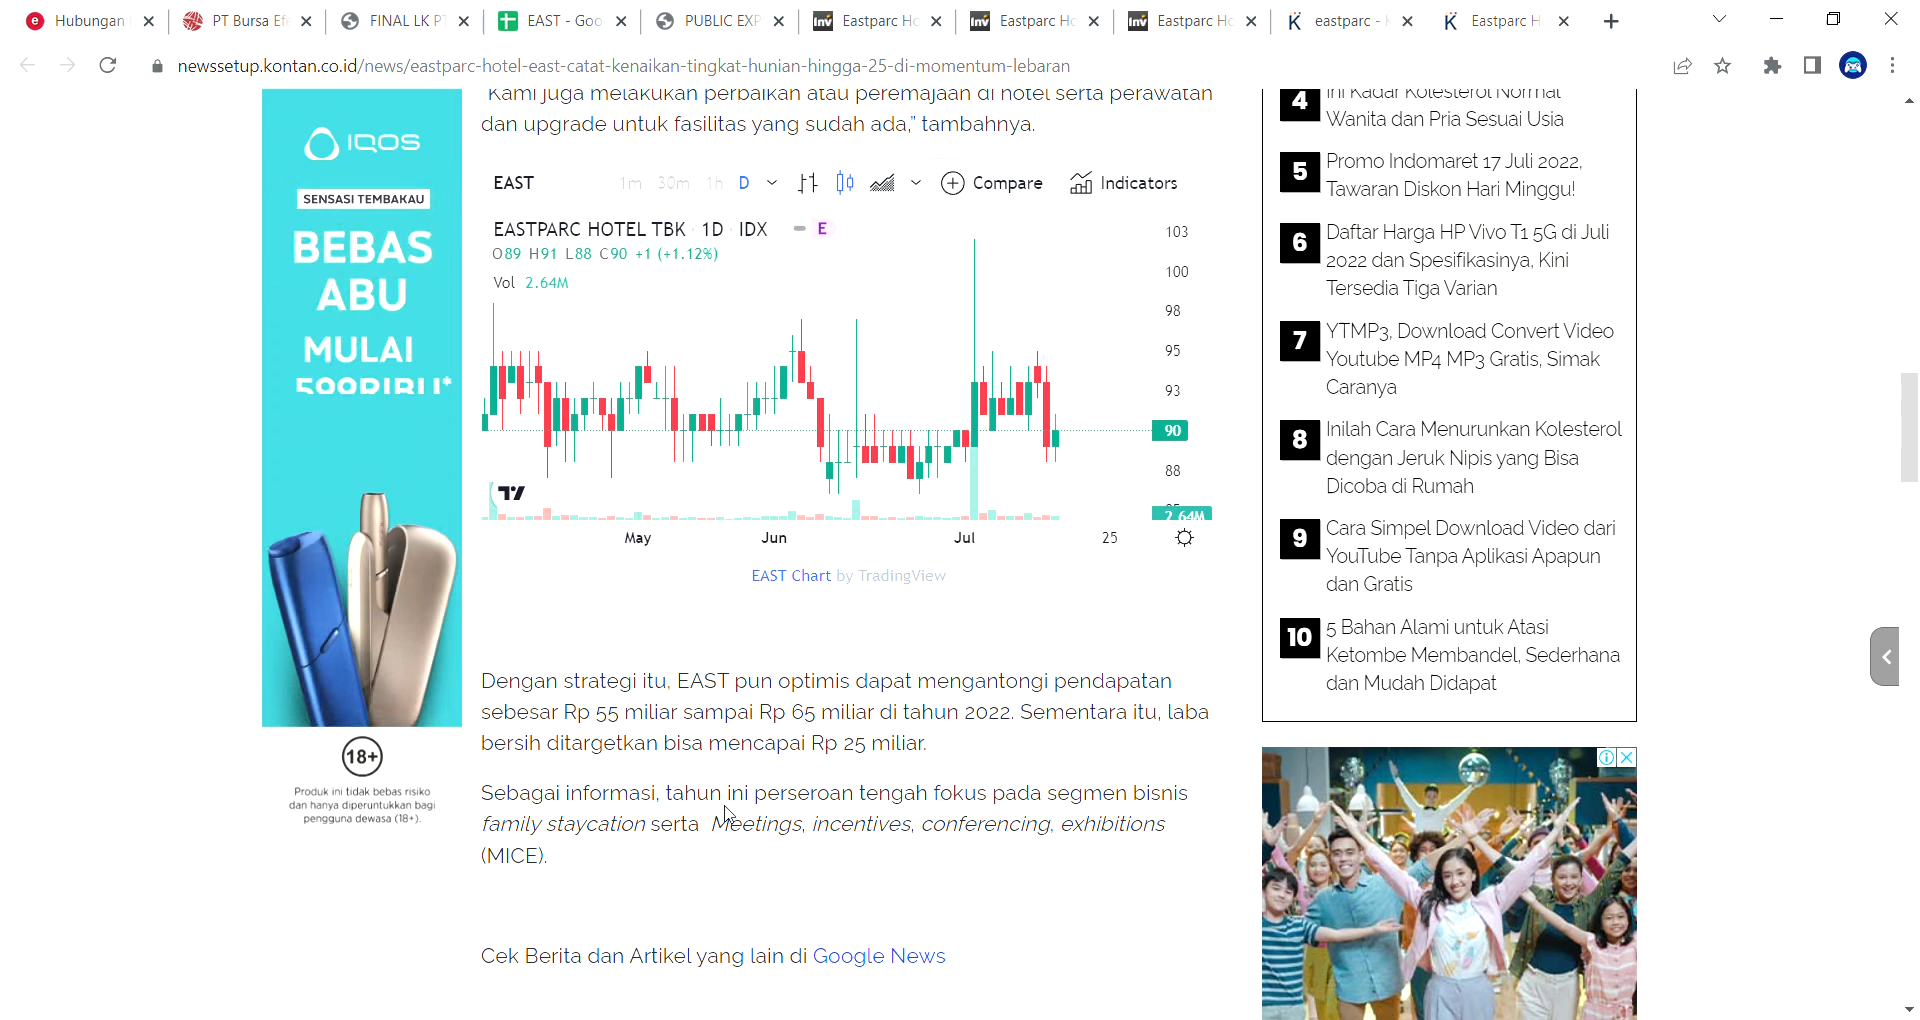 Hubungan
PT Bursa Ef
FINAL LK PT
EAST - Goo
PUBLIC EXP
Eastparc Ho
Eastparc Ho
Eastparc Ho
eastparc -
Eastparc H
newssetup.kontan.co.id/news/eastparc-hotel-east-catat-kenaikan-tingkat-hunian-hingga-25-di-momentum-lebaran
IQOS
SENSASI TEMBAKAU
BEBAS
ABU
MULAI
599RIBU*
18+
Produk ini tidak bebas risiko
dan hanya diperuntukkan bagi
pengguna dewasa (18+).
"Kami juga melakukan perbaikan atau peremajaan di hotel serta perawatan
dan upgrade untuk fasilitas yang sudah ada," tambahnya.
EAST 1m 30m 1h D Compare Indicators
EASTPARC HOTEL TBK · 1D · IDX E
O89 H91 L88 C90 +1 (+1.12%)
Vol 2.64M
103
100
98
95
93
90
88
2.64M
May Jun Jul 25
EAST Chart by TradingView
Dengan strategi itu, EAST pun optimis dapat mengantongi pendapatan
sebesar Rp 55 miliar sampai Rp 65 miliar di tahun 2022. Sementara itu, laba
bersih ditargetkan bisa mencapai Rp 25 miliar.
Sebagai informasi, tahun ini perseroan tengah fokus pada segmen bisnis
family staycation serta Meetings, incentives, conferencing, exhibitions
(MICE).
Cek Berita dan Artikel yang lain di Google News
4 Ini Kadar Kolesterol Normal
Wanita dan Pria Sesuai Usia
5 Promo Indomaret 17 Juli 2022,
Tawaran Diskon Hari Minggu!
6 Daftar Harga HP Vivo T1 5G di Juli
2022 dan Spesifikasinya, Kini
Tersedia Tiga Varian
7 YTMP3, Download Convert Video
Youtube MP4 MP3 Gratis, Simak
Caranya
8 Inilah Cara Menurunkan Kolesterol
dengan Jeruk Nipis yang Bisa
Dicoba di Rumah
9 Cara Simpel Download Video dari
YouTube Tanpa Aplikasi Apapun
dan Gratis
10 5 Bahan Alami untuk Atasi
Ketombe Membandel, Sederhana
dan Mudah Didapat